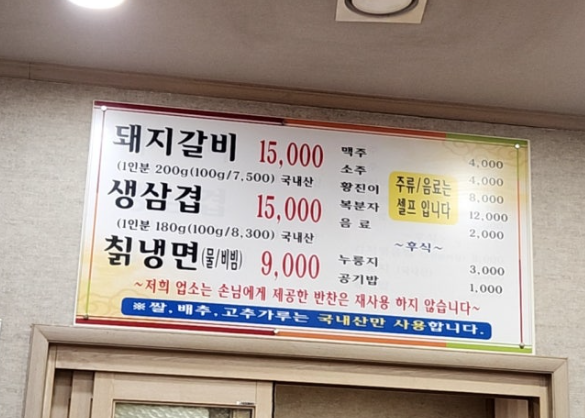 돼지갈비 15,000
(1인분 200g(100g/7,500) 국내산
생삼겹 15,000
(1인분 180g(100g/8,300) 국내산
칡냉면(물/비빔) 9,000
맥주 4,000
소주 4,000
황진이 8,000
복분자 12,000
음료 2,000
주류/음료는
셀프 입니다
~후식~
누룽지 3,000
공기밥 1,000
~저희 업소는 손님에게 제공한 반찬은 재사용 하지 않습니다~
※쌀, 배추, 고추가루는 국내산만 사용합니다.